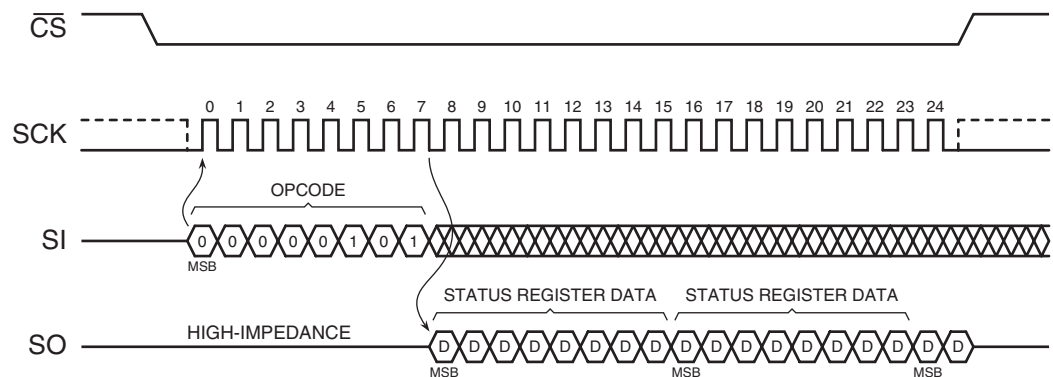 CS
0 1 2 3 4 5 6 7 8 9 10 11 12 13 14 15 16 17 18 19 20 21 22 23 24
SCK
OPCODE
SI 0 0 0 0 0 1 0 1
MSB
STATUS REGISTER DATA STATUS REGISTER DATA
HIGH-IMPEDANCE
SO D D D D D D D D D D D D D D D D D D
MSB MSB MSB